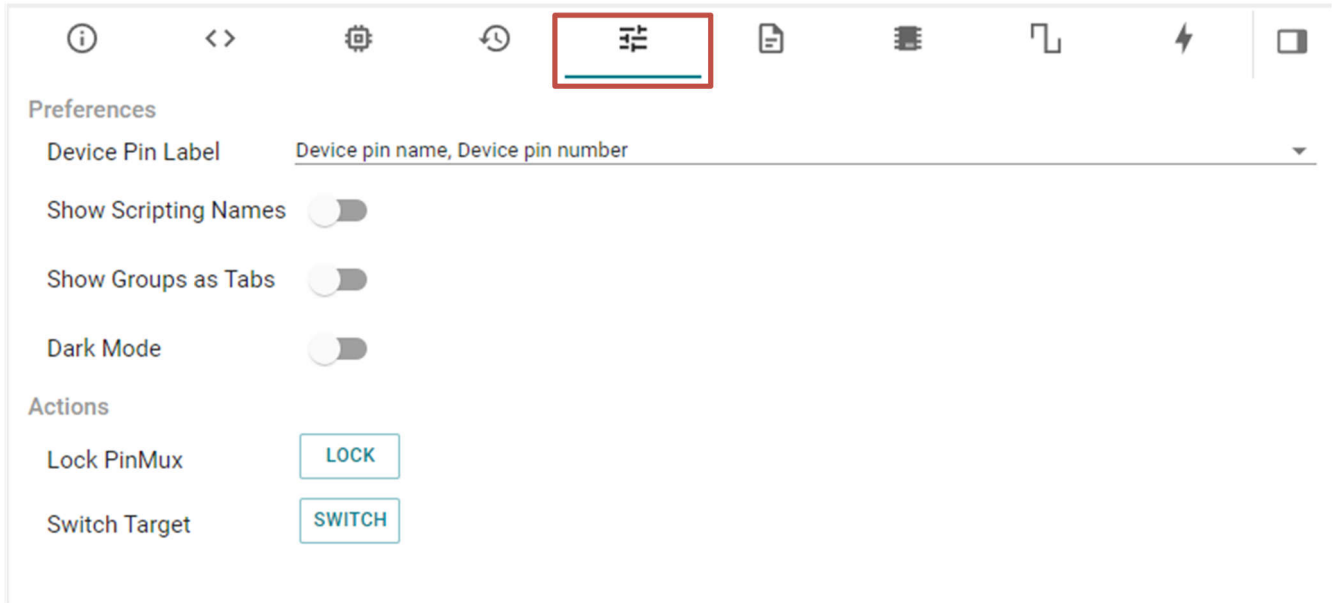 Preferences
Device Pin Label Device pin name, Device pin number
Show Scripting Names
Show Groups as Tabs
Dark Mode
Actions
Lock PinMux LOCK
Switch Target SWITCH